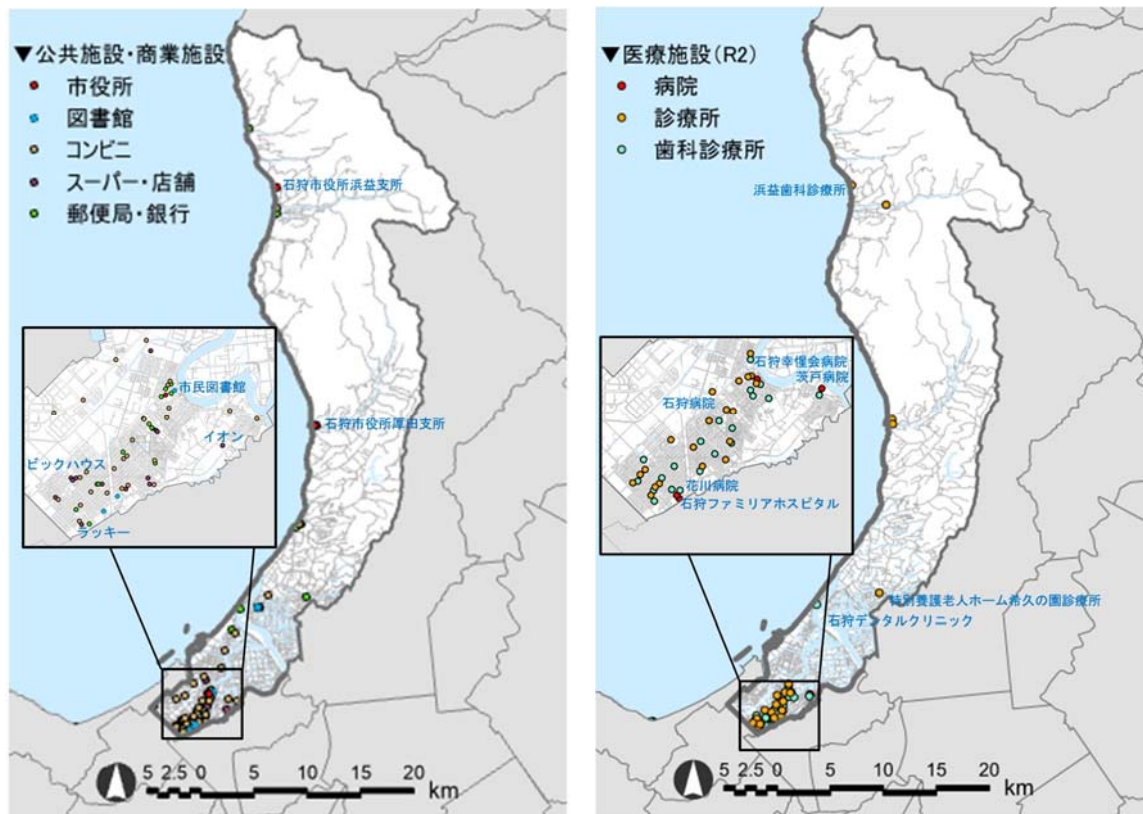 ▼公共施設・商業施設
市役所
図書館
コンビニ
スーパー・店舗
郵便局・銀行
石狩市役所浜益支所
市民図書館
イオン
ビックハウス
ラッキー
石狩市役所厚田支所
5 2.5 0 5 10 15 20
km
▼医療施設(R2)
病院
診療所
歯科診療所
浜益歯科診療所
石狩幸惺会病院
茨戸病院
石狩病院
花川病院
石狩ファミリアホスピタル
特別養護老人ホーム希久の園診療所
石狩デンタルクリニック
5 2.5 0 5 10 15 20
km